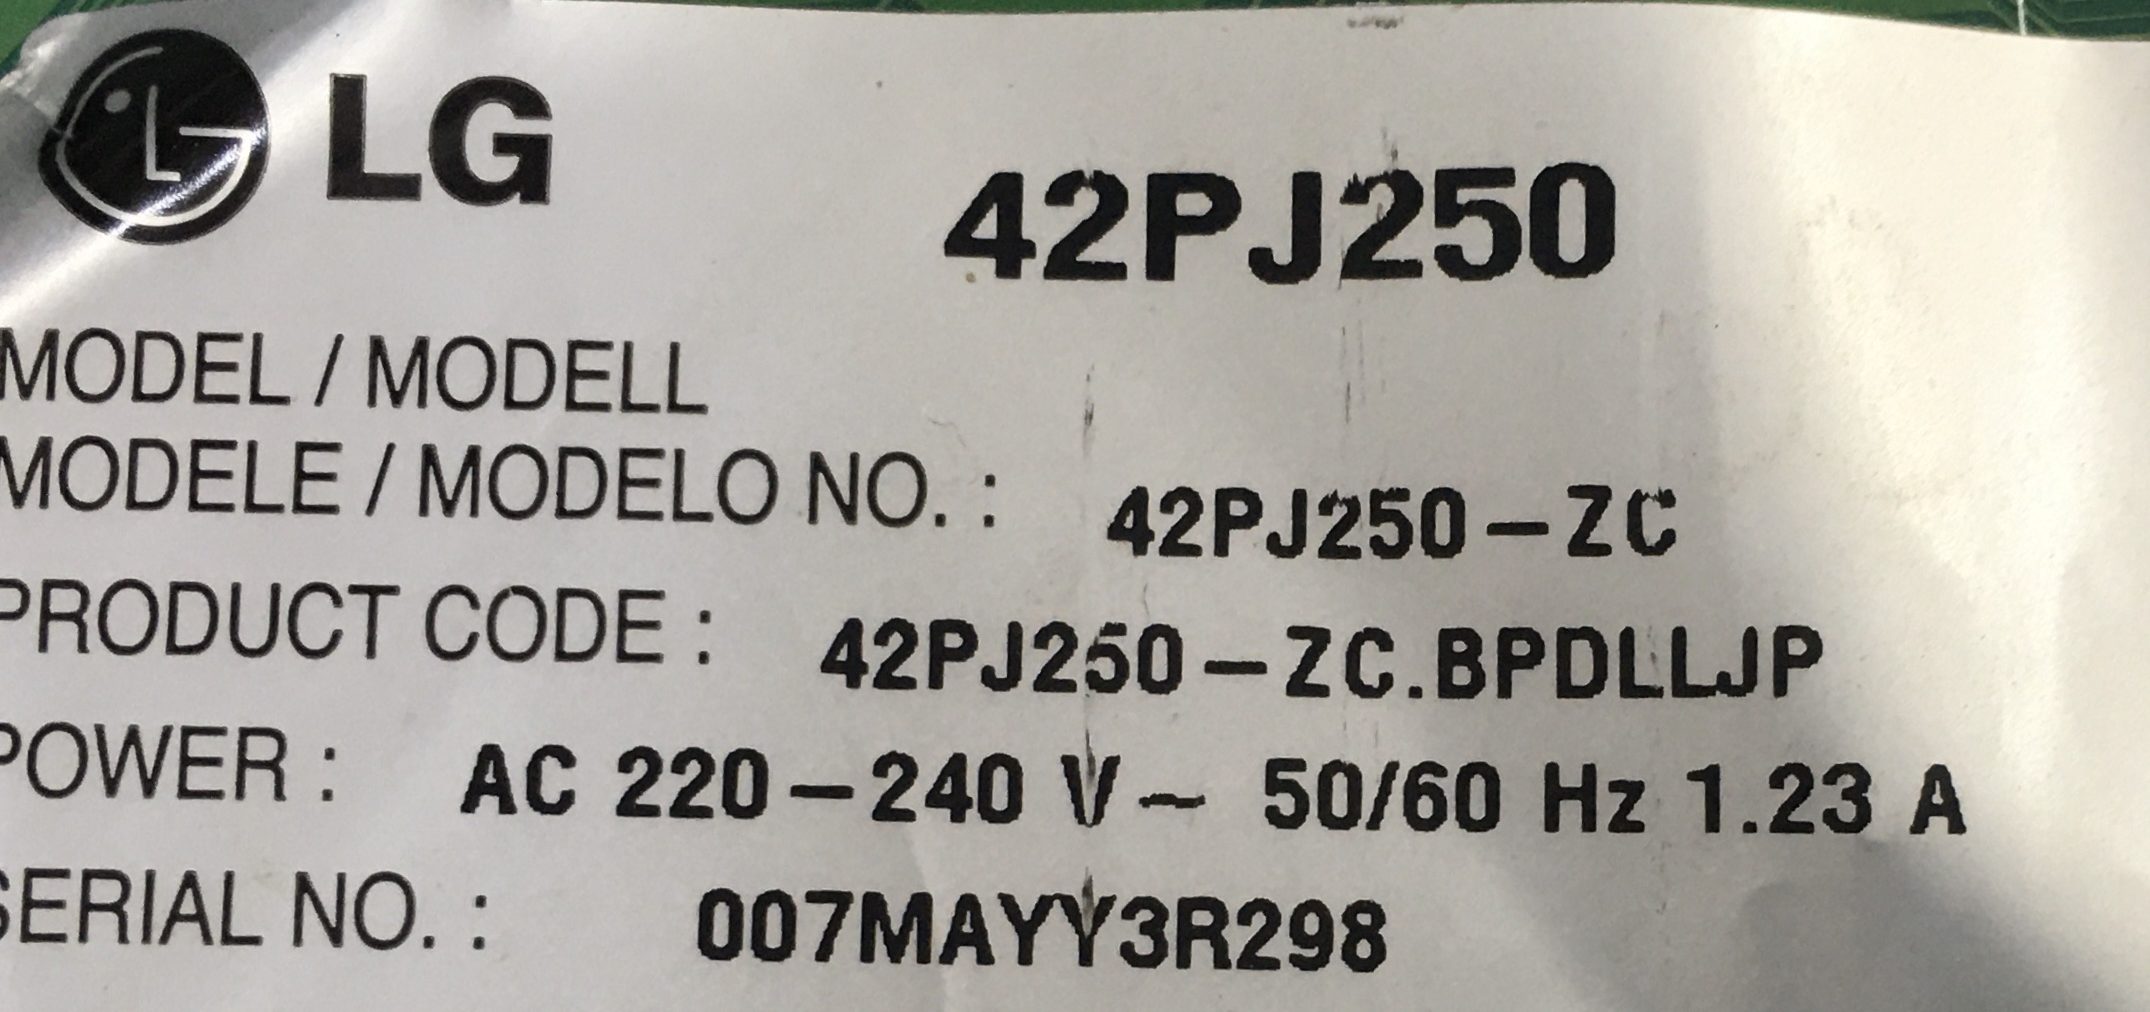 LG 42PJ250
MODEL / MODELL
MODELE / MODELO NO. : 42PJ250-ZC
PRODUCT CODE : 42PJ250-ZC.BPDLLJP
POWER : AC 220-240 V~ 50/60 Hz 1.23 A
SERIAL NO. : 007MAYY3R298